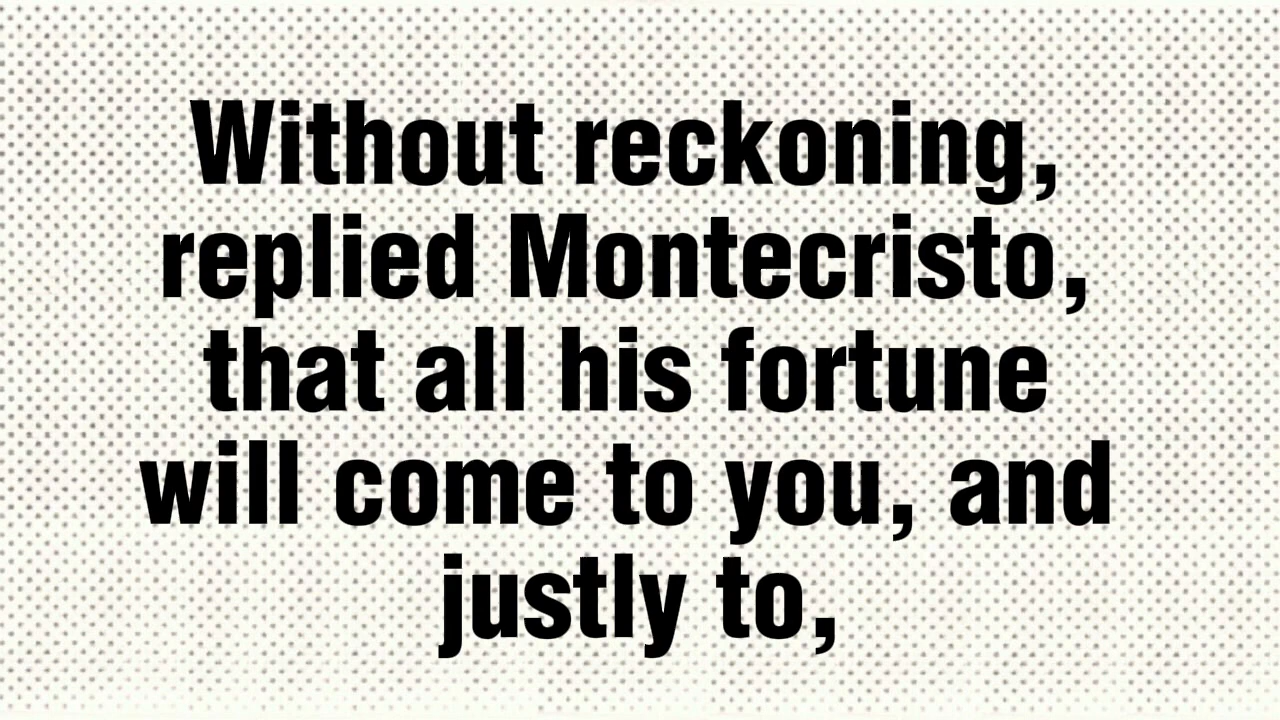 Without reckoning,
replied Montecristo,
that all his fortune
will come to you, and
justly to,